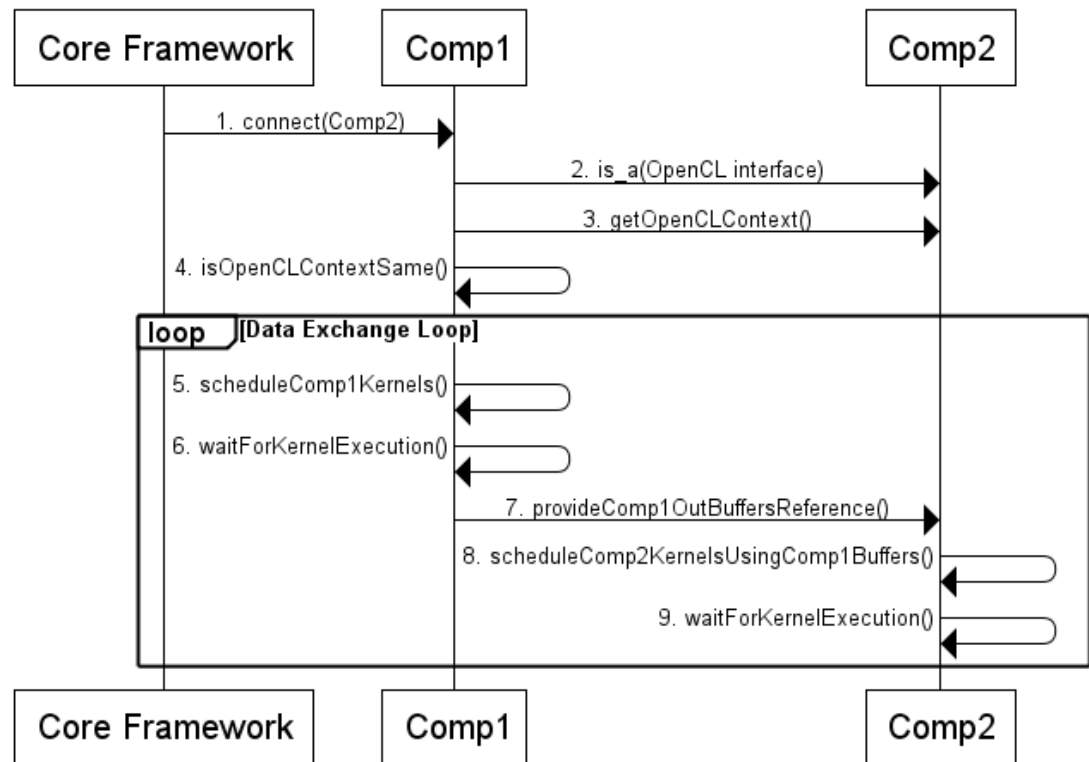 Core Framework
Comp1
Comp2
1. connect(Comp2)
2. is_a(OpenCL interface)
3. getOpenCLContext()
4. isOpenCLContextSame()
loop
[Data Exchange Loop]
5. scheduleComp1Kernels()
6. waitForKernelExecution()
7. provideComp1OutBuffersReference()
8. scheduleComp2KernelsUsingComp1Buffers()
9. waitForKernelExecution()
Core Framework
Comp1
Comp2